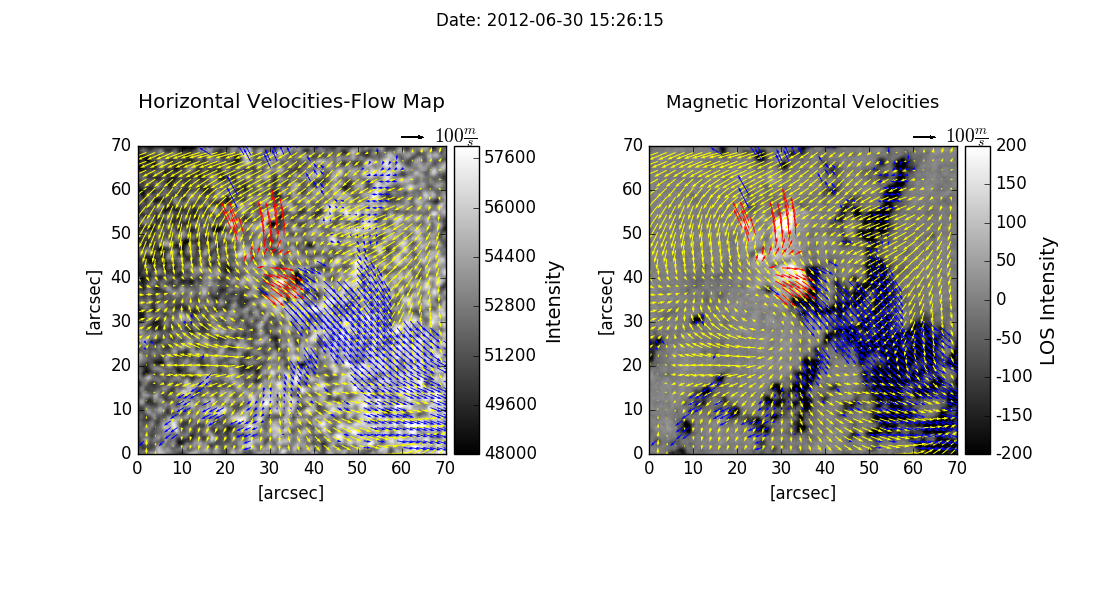 Date: 2012-06-30 15:26:15
Horizontal Velocities-Flow Map
100 m/s
70
60
50
40
30
20
10
0
[arcsec]
0 10 20 30 40 50 60 70
[arcsec]
57600
56000
54400
52800
51200
49600
48000
Intensity
Magnetic Horizontal Velocities
100 m/s
70
60
50
40
30
20
10
0
[arcsec]
0 10 20 30 40 50 60 70
[arcsec]
200
150
100
50
0
-50
-100
-150
-200
LOS Intensity